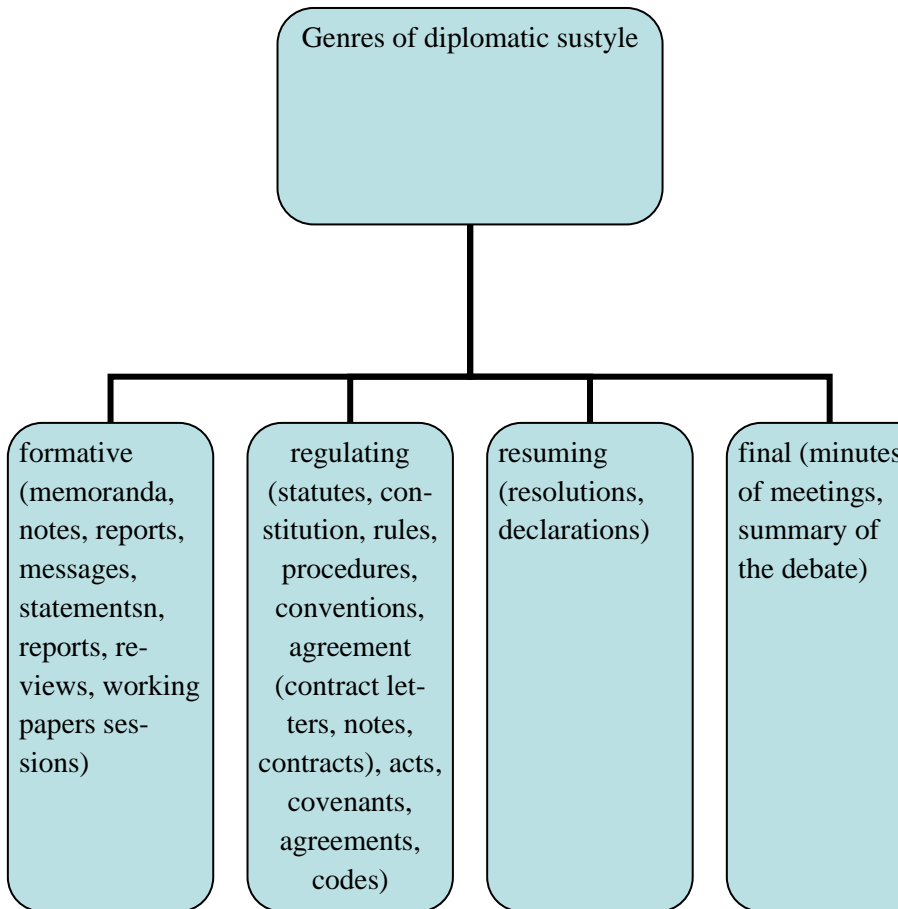 Genres of diplomatic sustyle
formative
(memoranda,
notes, reports,
messages,
statementsn,
reports, re-
views, working
papers ses-
sions)
regulating
(statutes, con-
stitution, rules,
procedures,
conventions,
agreement
(contract let-
ters, notes,
contracts), acts,
covenants,
agreements,
codes)
resuming
(resolutions,
declarations)
final (minutes
of meetings,
summary of
the debate)